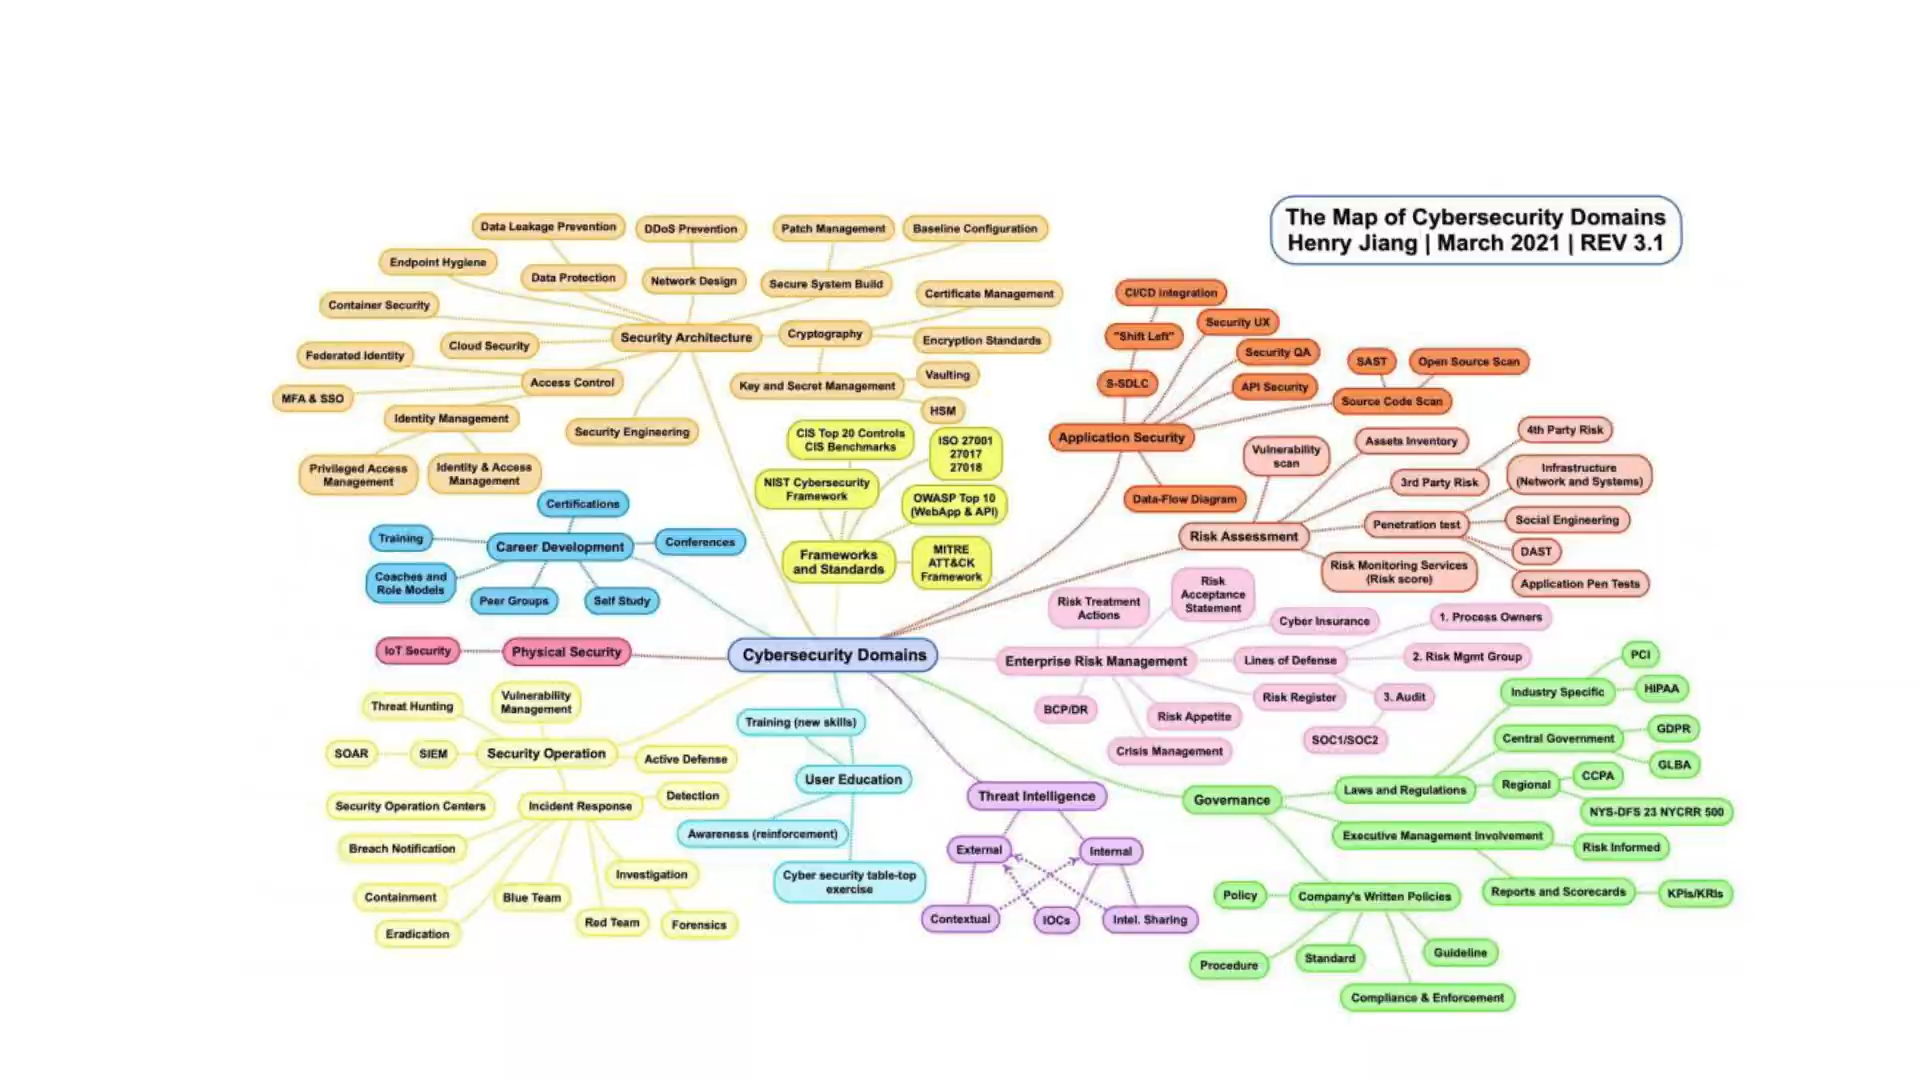 The Map of Cybersecurity Domains
Henry Jiang | March 2021 | REV 3.1
Data Leakage Prevention
DDoS Prevention
Patch Management
Baseline Configuration
Endpoint Hygiene
Data Protection
Network Design
Secure System Build
Certificate Management
Container Security
Security Architecture
Cryptography
Encryption Standards
Federated Identity
Cloud Security
Access Control
Key and Secret Management
Vaulting
HSM
MFA & SSO
Identity Management
Security Engineering
Privileged Access
Management
Identity & Access
Management
CI/CD integration
"Shift Left"
Security UX
Security QA
S-SDLC
API Security
SAST
Open Source Scan
Source Code Scan
Application Security
Data-Flow Diagram
CIS Top 20 Controls
CIS Benchmarks
ISO 27001
27017
27018
NIST Cybersecurity
Framework
OWASP Top 10
(WebApp & API)
Frameworks
and Standards
MITRE
ATT&CK
Framework
Vulnerability
scan
Assets Inventory
4th Party Risk
3rd Party Risk
Infrastructure
(Network and Systems)
Risk Assessment
Penetration test
Social Engineering
DAST
Risk Monitoring Services
(Risk score)
Application Pen Tests
Certifications
Training
Career Development
Conferences
Coaches and
Role Models
Peer Groups
Self Study
IoT Security
Physical Security
Cybersecurity Domains
Risk Treatment
Actions
Risk
Acceptance
Statement
Cyber Insurance
1. Process Owners
Enterprise Risk Management
Lines of Defense
2. Risk Mgmt Group
BCP/DR
Risk Appetite
Risk Register
3. Audit
Crisis Management
SOC1/SOC2
Threat Hunting
Vulnerability
Management
SOAR
SIEM
Security Operation
Active Defense
Security Operation Centers
Incident Response
Detection
Breach Notification
Containment
Eradication
Blue Team
Red Team
Investigation
Forensics
Training (new skills)
User Education
Awareness (reinforcement)
Cyber security table-top
exercise
Threat Intelligence
External
Internal
Contextual
IOCs
Intel. Sharing
PCI
Industry Specific
HIPAA
Central Government
GDPR
GLBA
Governance
Laws and Regulations
Regional
CCPA
NYS-DFS 23 NYCRR 500
Executive Management Involvement
Risk Informed
Reports and Scorecards
KPIs/KRIs
Policy
Company's Written Policies
Procedure
Standard
Guideline
Compliance & Enforcement